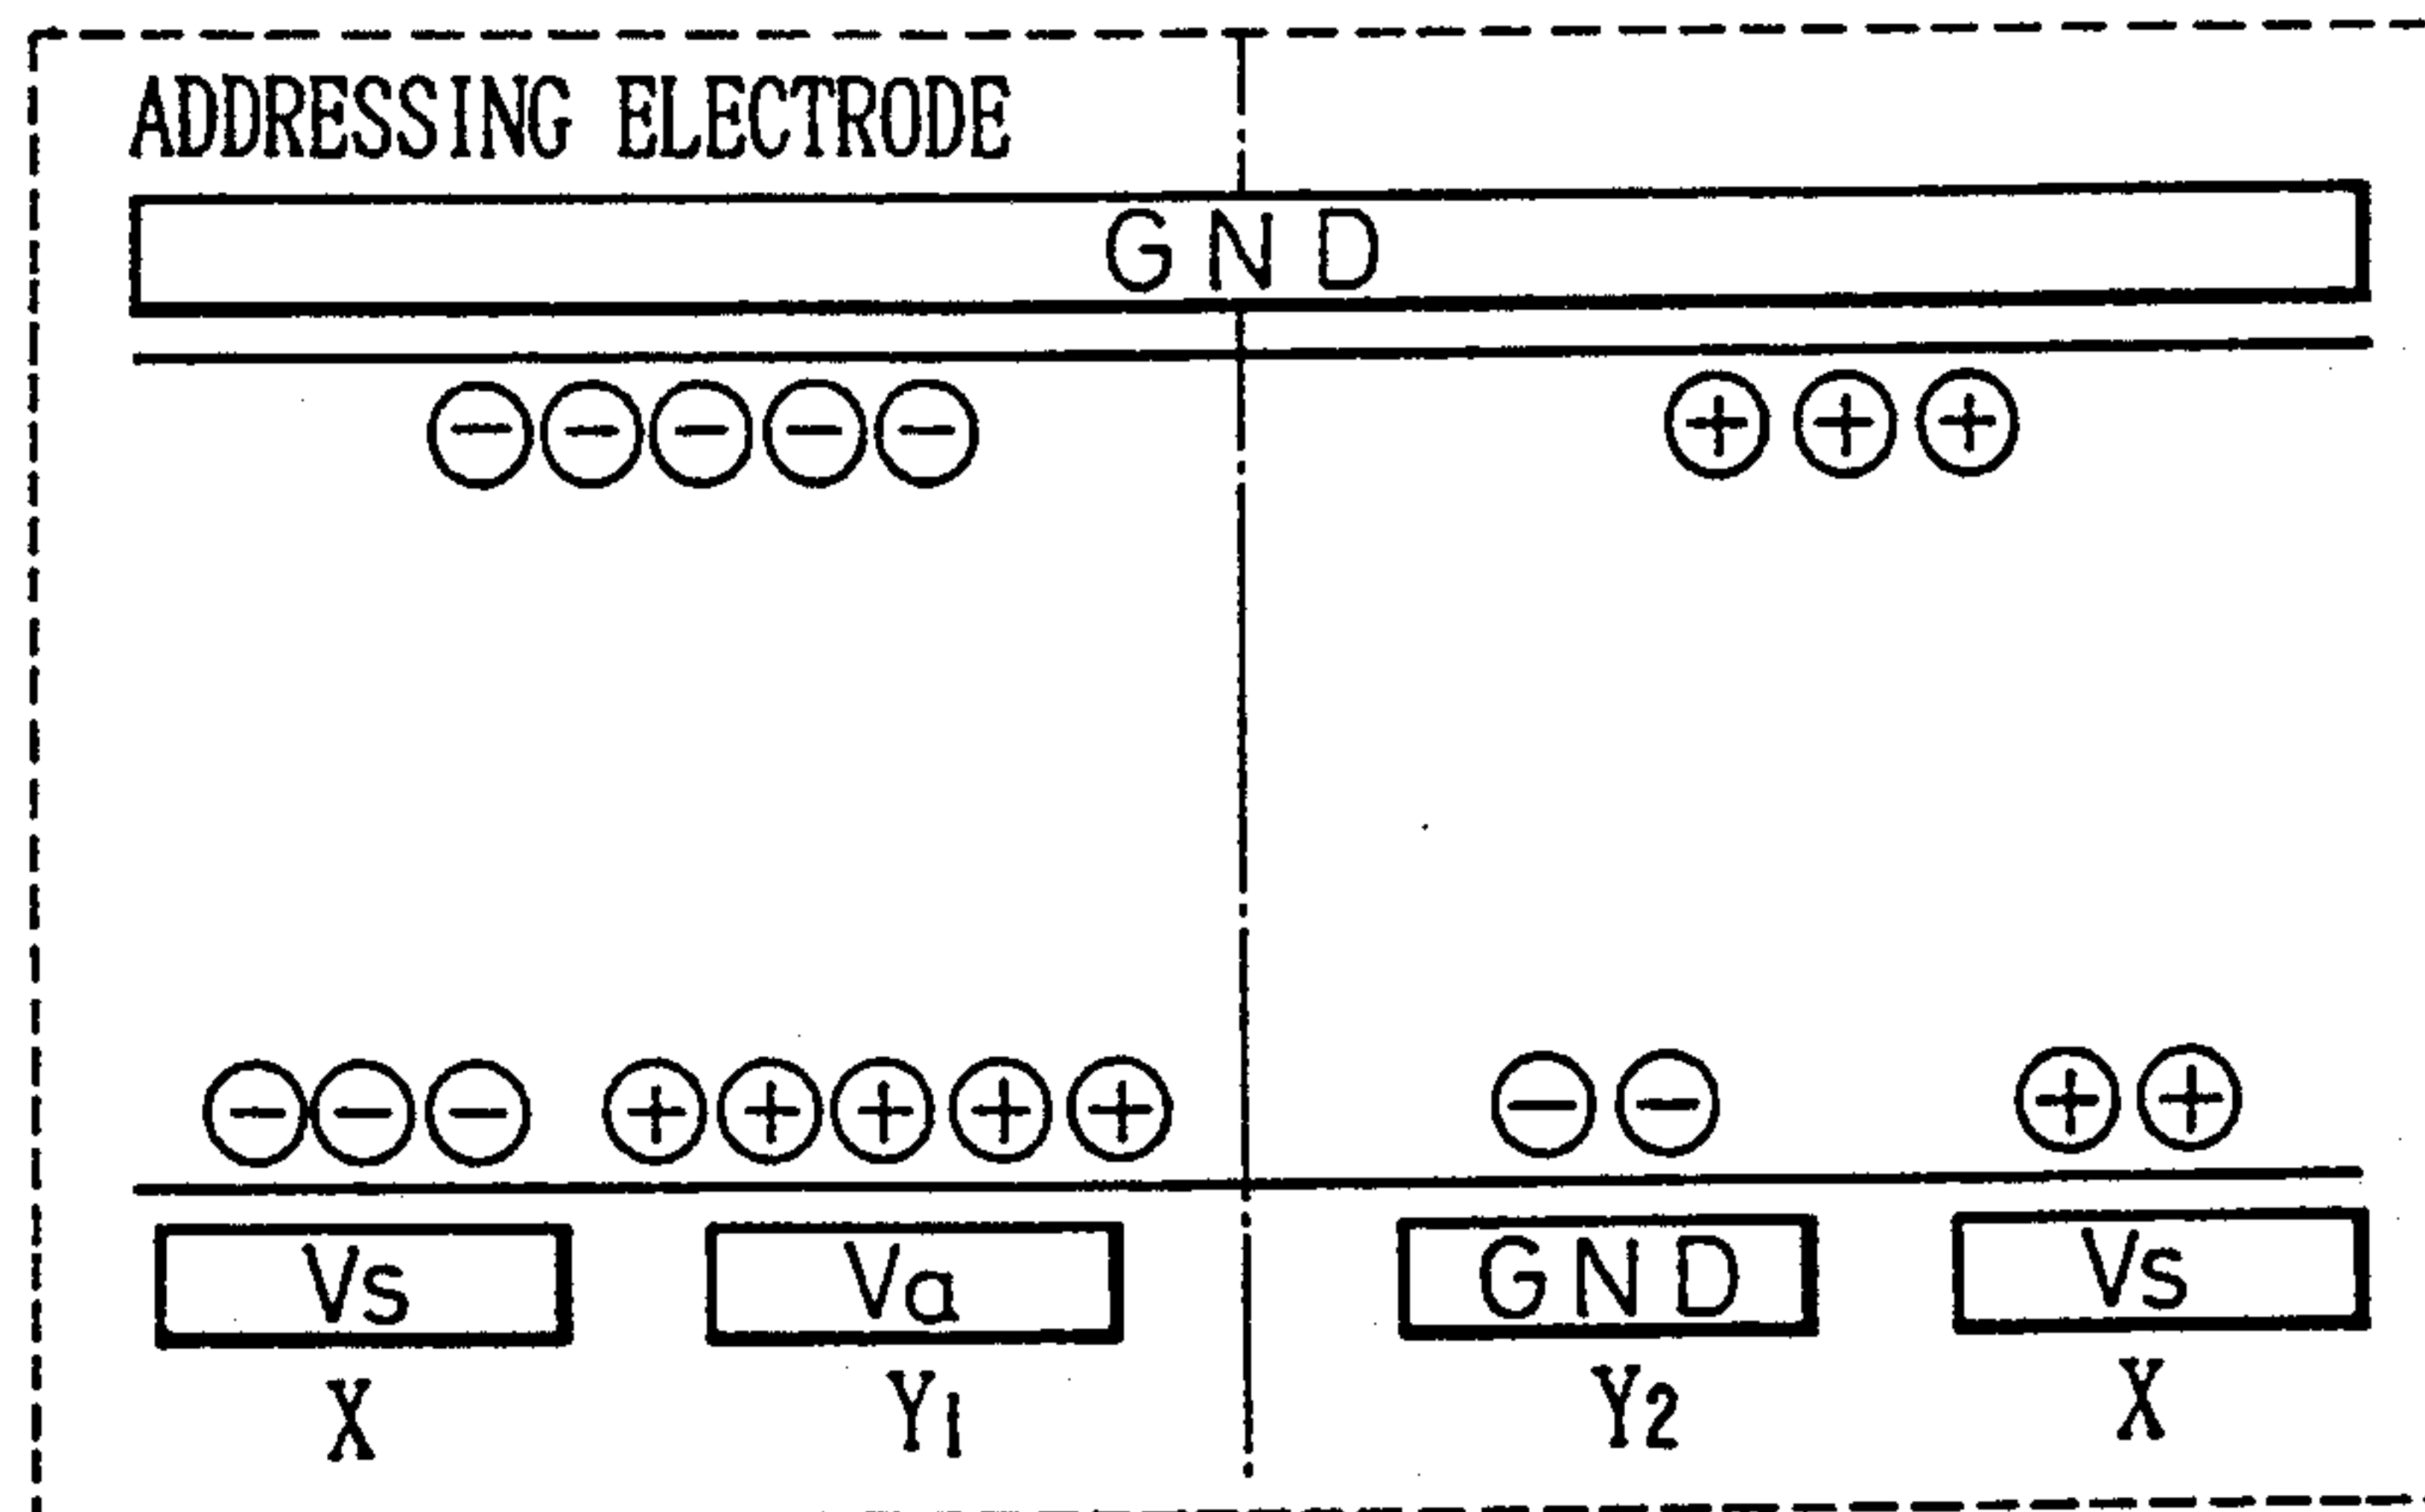 ADDRESSING ELECTRODE
GND
Vs Va GND Vs
X Y1 Y2 X